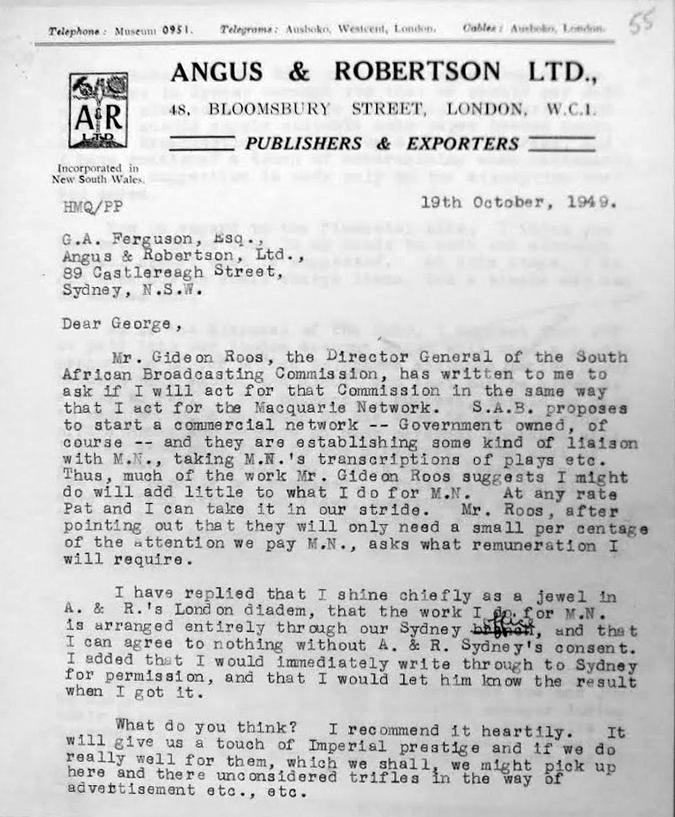 55
Telephone: Museum 0951. Telegrams: Ausboko, Westcent, London. Cables: Ausboko, London.
ANGUS & ROBERTSON LTD.,
48, BLOOMSBURY STREET, LONDON, W.C.1.
PUBLISHERS & EXPORTERS
A R
LTD
Incorporated in
New South Wales.
HMQ/PP
19th October, 1949.
G.A. Ferguson, Esq.,
Angus & Robertson, Ltd.,
89 Castlereagh Street,
Sydney, N.S.W.
Dear George,
Mr. Gideon Roos, the Director General of the South
African Broadcasting Commission, has written to me to
ask if I will act for that Commission in the same way
that I act for the Macquarie Network. S.A.B. proposes
to start a commercial network -- Government owned, of
course -- and they are establishing some kind of liaison
with M.N., taking M.N.'s transcriptions of plays etc.
Thus, much of the work Mr. Gideon Roos suggests I might
do will add little to what I do for M.N. At any rate
Pat and I can take it in our stride. Mr. Roos, after
pointing out that they will only need a small per centage
of the attention we pay M.N., asks what remuneration I
will require.
I have replied that I shine chiefly as a jewel in
A. & R.'s London diadem, that the work I do for M.N.
is arranged entirely through our Sydney office, and that
I can agree to nothing without A. & R. Sydney's consent.
I added that I would immediately write through to Sydney
for permission, and that I would let him know the result
when I got it.
What do you think? I recommend it heartily. It
will give us a touch of Imperial prestige and if we do
really well for them, which we shall, we might pick up
here and there unconsidered trifles in the way of
advettisement etc., etc.